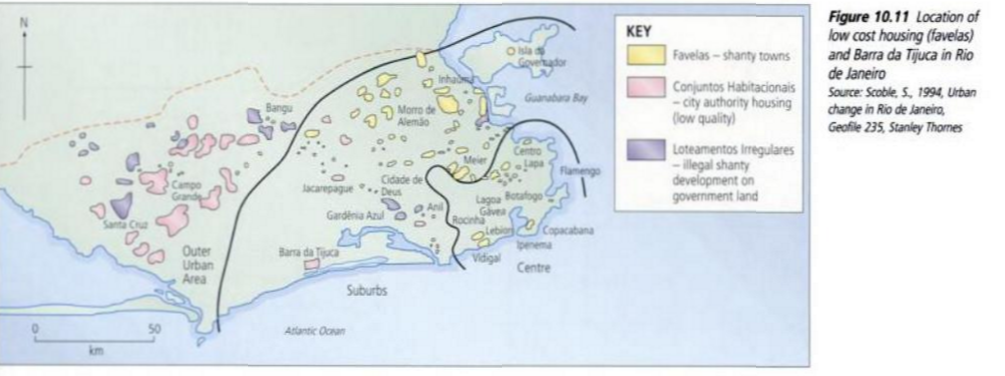 N
Isla do
Governador
Inhaúma
Guanabara Bay
Bangu
Morro de
Alemão
Centro
Lapa
Meier
Flamengo
Jacarepague
Cidade de
Deus
Campo
Grande
Lagoa
Botafogo
Gávea
Gardênia Azul
Anil
Rocinha
Santa Cruz
Lebion
Copacabana
Ipenema
Outer
Urban
Area
Barra da Tijuca
Vidigal
Centre
Suburbs
0 50
km
Atlantic Ocean
KEY
Favelas – shanty towns
Conjuntos Habitacionais
– city authority housing
(low quality)
Loteamentos Irregulares
– illegal shanty
development on
government land
Figure 10.11 Location of
low cost housing (favelas)
and Barra da Tijuca in Rio
de Janeiro
Source: Scoble, S., 1994, Urban
change in Rio de Janeiro,
Geofile 235, Stanley Thornes